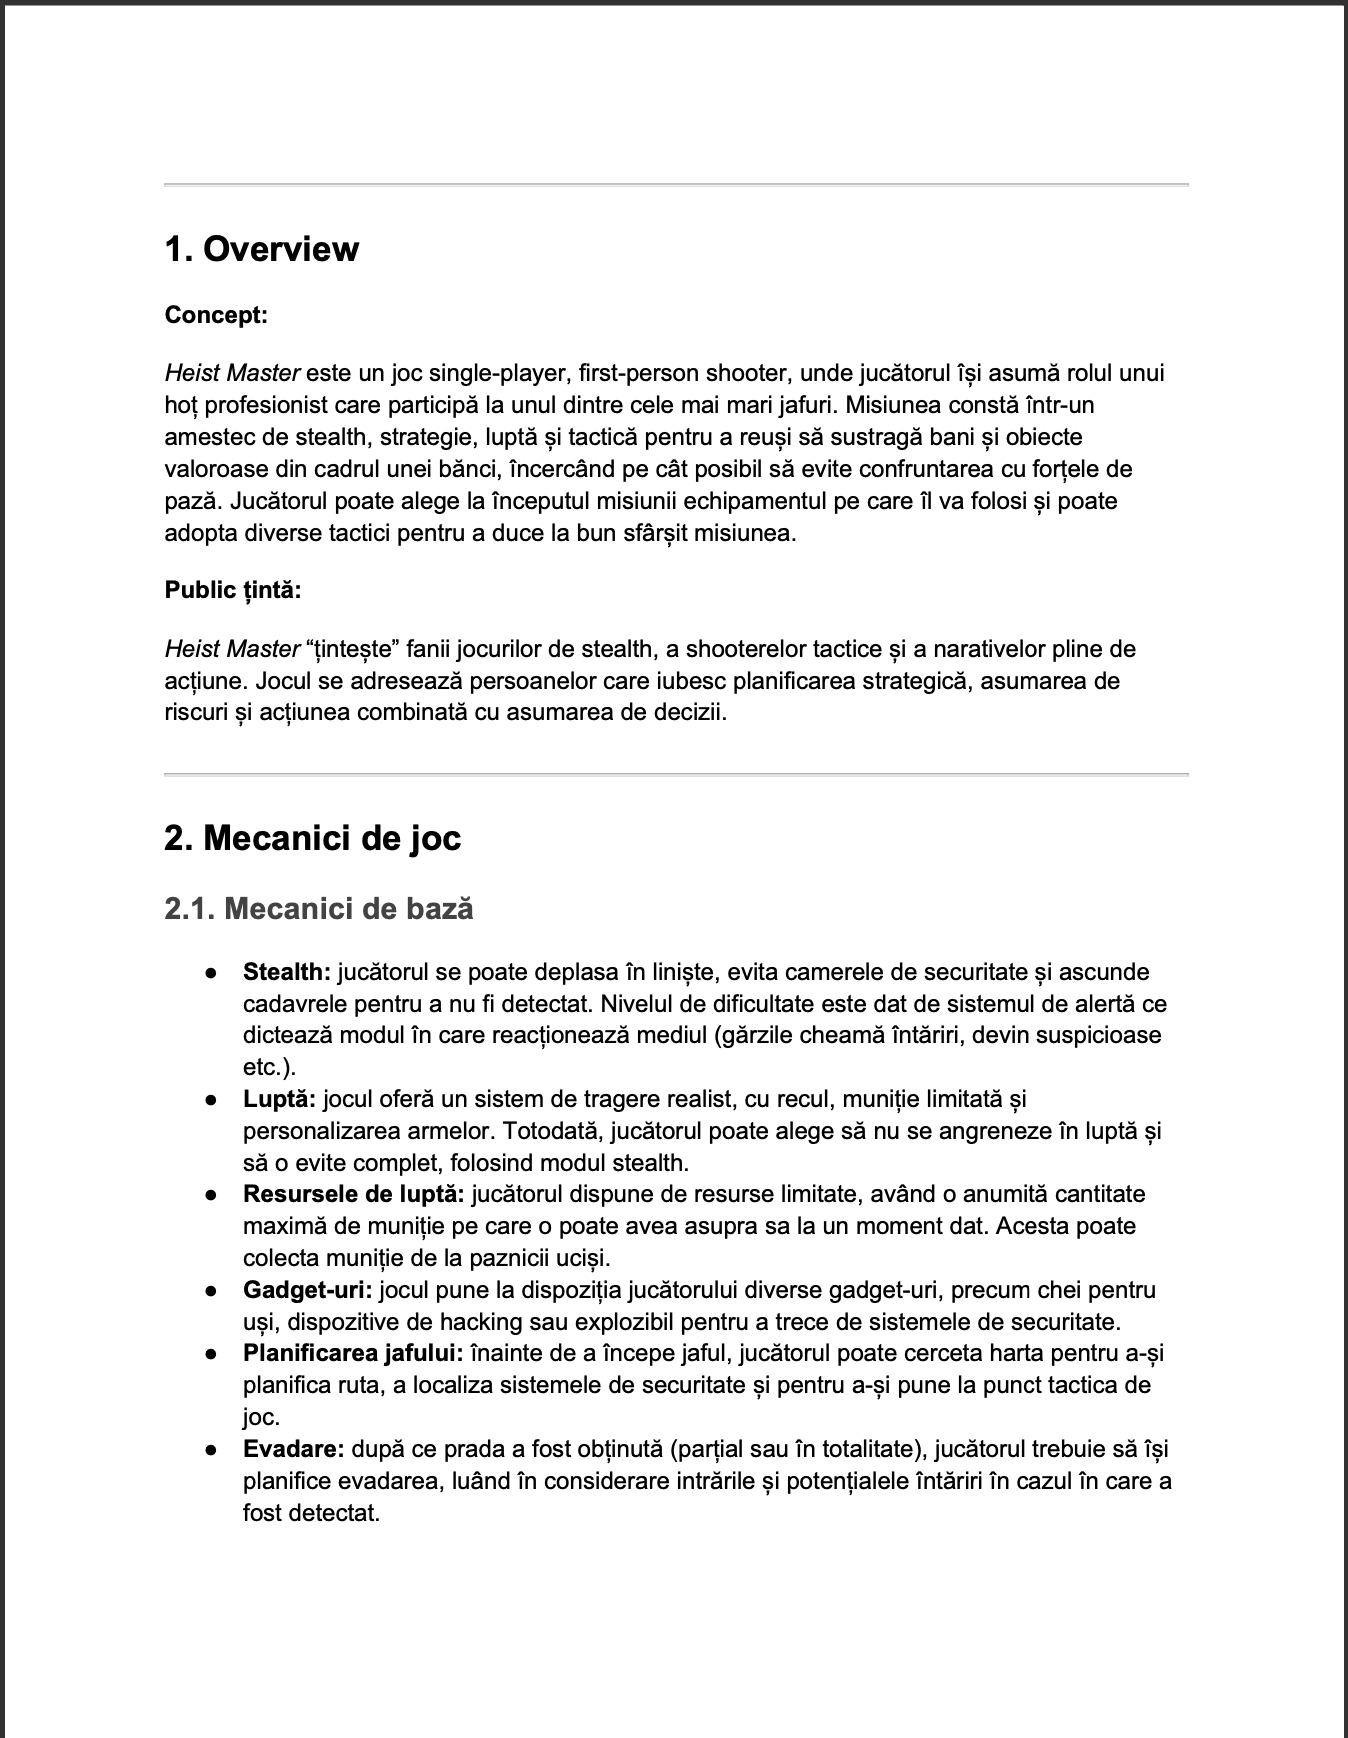 1. Overview
Concept:
Heist Master este un joc single-player, first-person shooter, unde jucătorul își asumă rolul unui
hoț profesionist care participă la unul dintre cele mai mari jafuri. Misiunea constă într-un
amestec de stealth, strategie, luptă și tactică pentru a reuși să sustragă bani și obiecte
valoroase din cadrul unei bănci, încercând pe cât posibil să evite confruntarea cu forțele de
pază. Jucătorul poate alege la începutul misiunii echipamentul pe care îl va folosi și poate
adopta diverse tactici pentru a duce la bun sfârșit misiunea.
Public țintă:
Heist Master “țintește” fanii jocurilor de stealth, a shooterelor tactice și a narativelor pline de
acțiune. Jocul se adresează persoanelor care iubesc planificarea strategică, asumarea de
riscuri și acțiunea combinată cu asumarea de decizii.
2. Mecanici de joc
2.1. Mecanici de bază
● Stealth: jucătorul se poate deplasa în liniște, evita camerele de securitate și ascunde
cadavrele pentru a nu fi detectat. Nivelul de dificultate este dat de sistemul de alertă ce
dictează modul în care reacționează mediul (gărzile cheamă întăriri, devin suspicioase
etc.).
● Luptă: jocul oferă un sistem de tragere realist, cu recul, muniție limitată și
personalizarea armelor. Totodată, jucătorul poate alege să nu se angreneze în luptă și
să o evite complet, folosind modul stealth.
● Resursele de luptă: jucătorul dispune de resurse limitate, având o anumită cantitate
maximă de muniție pe care o poate avea asupra sa la un moment dat. Acesta poate
colecta muniție de la paznicii uciși.
● Gadget-uri: jocul pune la dispoziția jucătorului diverse gadget-uri, precum chei pentru
uși, dispozitive de hacking sau explozibil pentru a trece de sistemele de securitate.
● Planificarea jafului: înainte de a începe jaful, jucătorul poate cerceta harta pentru a-și
planifica ruta, a localiza sistemele de securitate și pentru a-și pune la punct tactica de
joc.
● Evadare: după ce prada a fost obținută (parțial sau în totalitate), jucătorul trebuie să își
planifice evadarea, luând în considerare intrările și potențialele întăriri în cazul în care a
fost detectat.